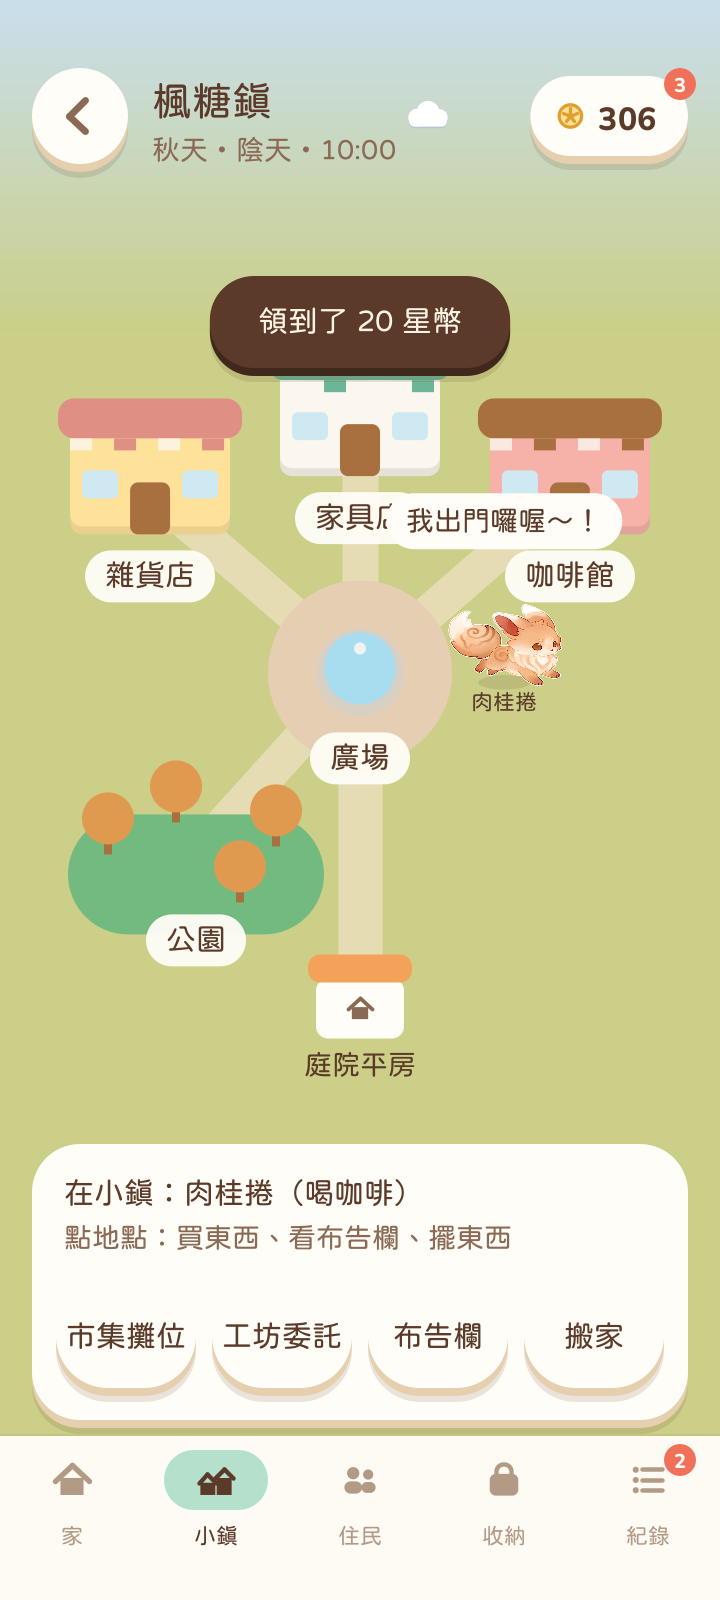 楓糖鎮
秋天・陰天・10:00
306
3
領到了 20 星幣
家具
我出門囉喔～！
雜貨店
咖啡館
肉桂捲
廣場
公園
庭院平房
在小鎮：肉桂捲（喝咖啡）
點地點：買東西、看布告欄、擺東西
市集攤位
工坊委託
布告欄
搬家
2
家
小鎮
住民
收納
紀錄